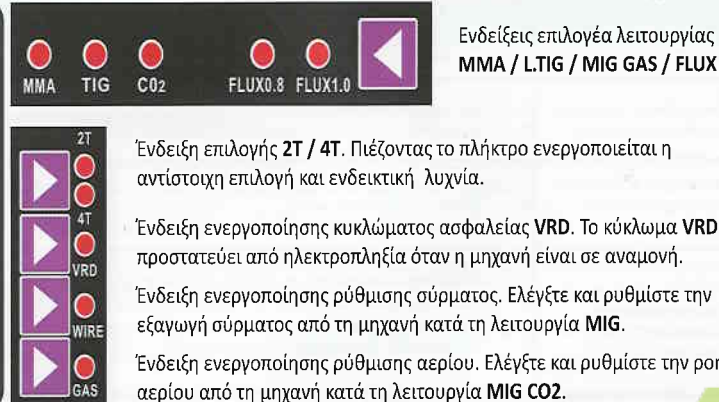 Ενδείξεις επιλογέα λειτουργίας
MMA / L.TIG / MIG GAS / FLUX
MMA TIG CO2 FLUX0.8 FLUX1.0
2T
4T
VRD
WIRE
GAS
Ένδειξη επιλογής 2T / 4T. Πιέζοντας το πλήκτρο ενεργοποιείται η
αντίστοιχη επιλογή και ενδεικτική λυχνία.
Ένδειξη ενεργοποίησης κυκλώματος ασφαλείας VRD. Το κύκλωμα VRD
προστατεύει από ηλεκτροπληξία όταν η μηχανή είναι σε αναμονή.
Ένδειξη ενεργοποίησης ρύθμισης σύρματος. Ελέγξτε και ρυθμίστε την
εξαγωγή σύρματος από τη μηχανή κατά τη λειτουργία MIG.
Ένδειξη ενεργοποίησης ρύθμισης αερίου. Ελέγξτε και ρυθμίστε την
αερίου από τη μηχανή κατά τη λειτουργία MIG CO2.